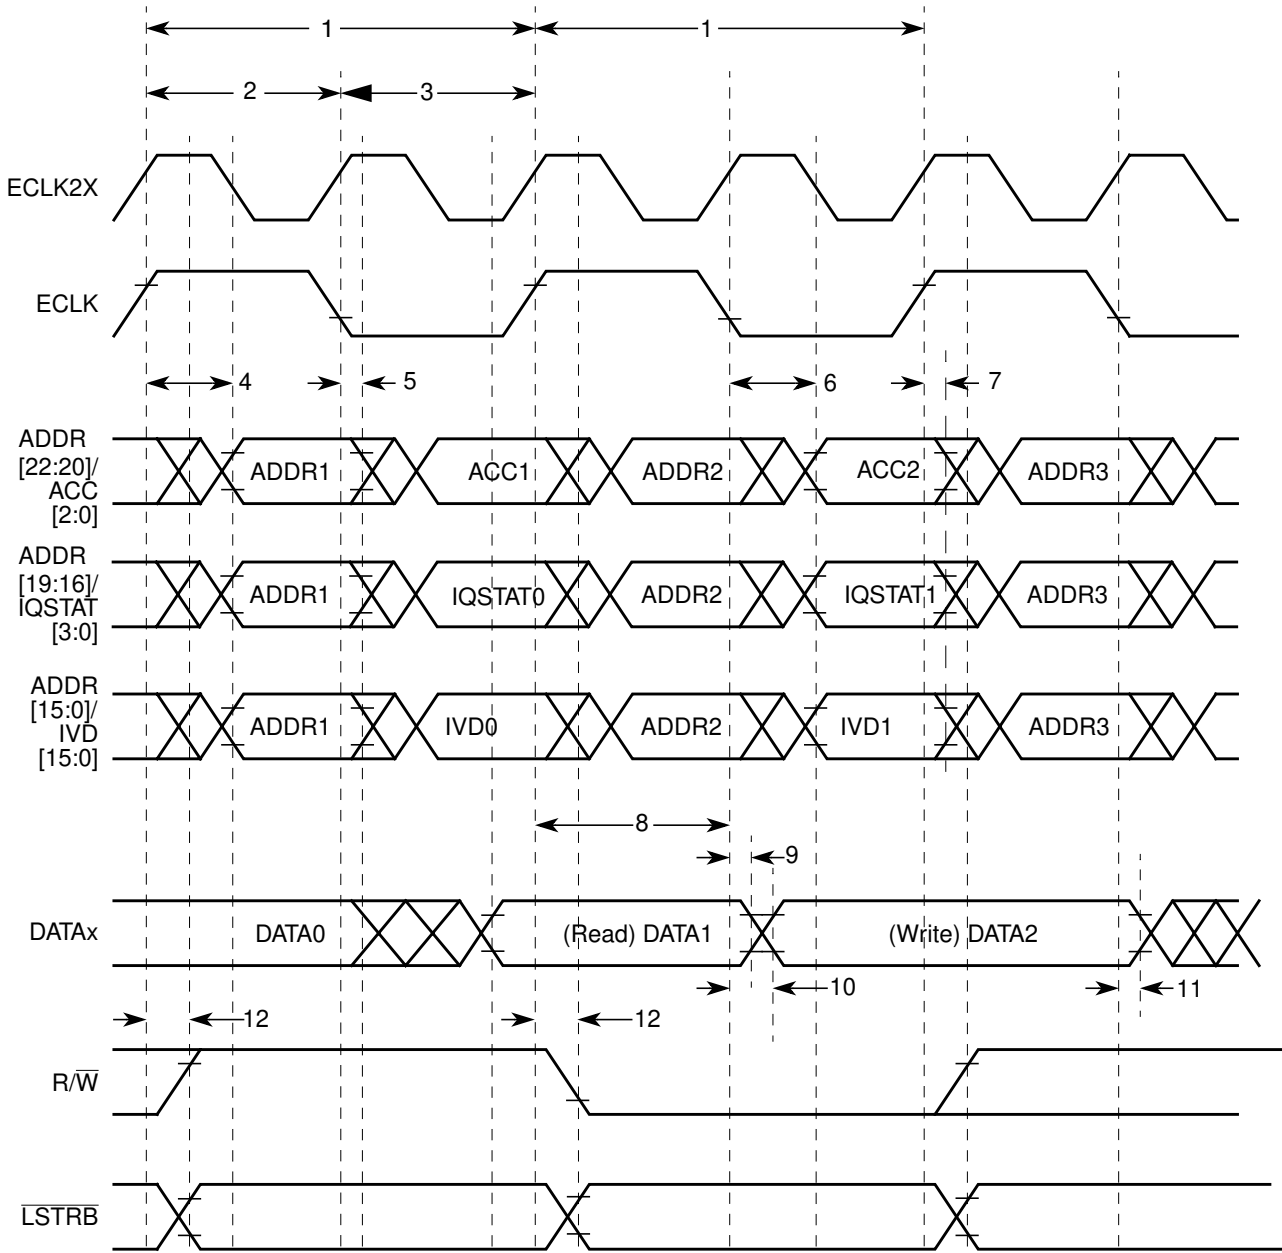 1 1
2 3
ECLK2X
ECLK
4 5 6 7
ADDR
[22:20]/
ACC
[2:0]
ADDR1 ACC1 ADDR2 ACC2 ADDR3
ADDR
[19:16]/
IQSTAT
[3:0]
ADDR1 IQSTAT0 ADDR2 IQSTAT1 ADDR3
ADDR
[15:0]/
IVD
[15:0]
ADDR1 IVD0 ADDR2 IVD1 ADDR3
8
9
DATAx DATA0 (Read) DATA1 (Write) DATA2
10 11
12 12
R/W̅
L̅S̅T̅R̅B̅